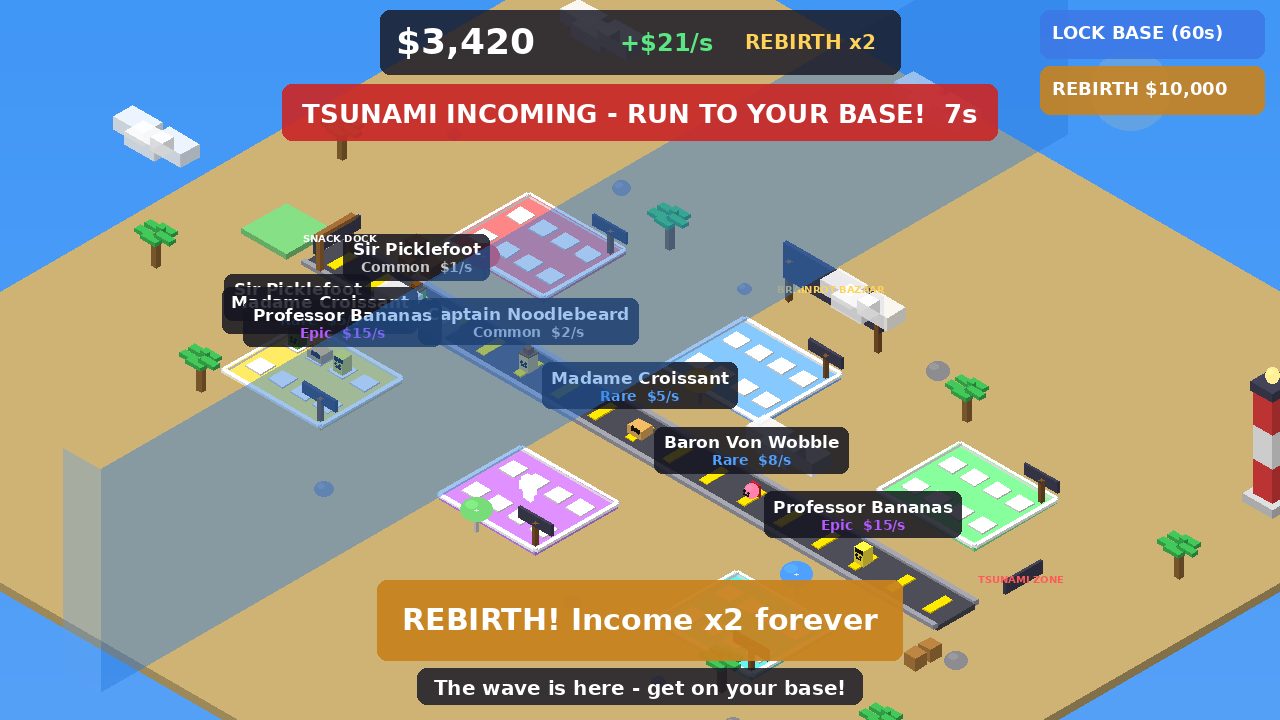 $3,420
+$21/s
REBIRTH x2
LOCK BASE (60s)
REBIRTH $10,000
TSUNAMI INCOMING - RUN TO YOUR BASE! 7s
SNACK DOCK
Sir Picklefoot
Common $1/s
Sir Picklefoot
Madame Croissant
Professor Bananas
Epic $15/s
Captain Noodlebeard
Common $2/s
BRAINROT BAZAAR
Madame Croissant
Rare $5/s
Baron Von Wobble
Rare $8/s
Professor Bananas
Epic $15/s
TSUNAMI ZONE
REBIRTH! Income x2 forever
The wave is here - get on your base!